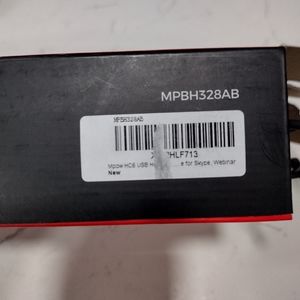 MPBH328AB
MPBH328AB
HLF713
Mpow HC6 USB for Skype, Webinar
New